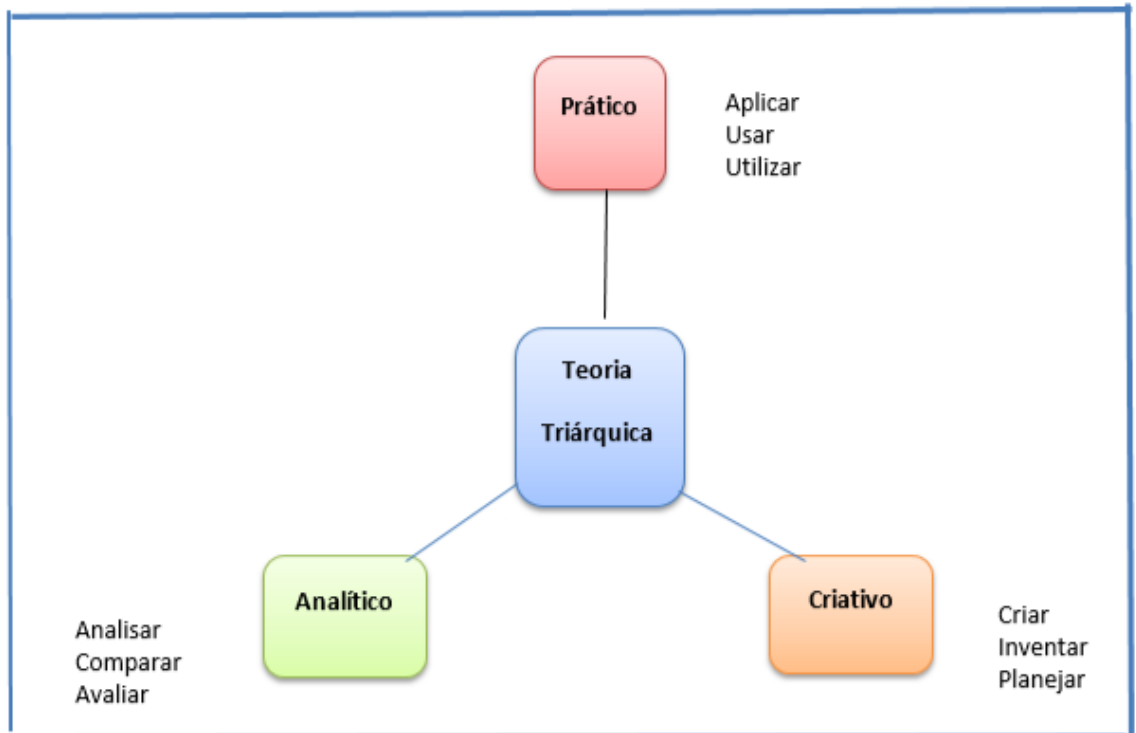 Prático
Aplicar
Usar
Utilizar
Teoria
Triárquica
Analítico
Analisar
Comparar
Avaliar
Criativo
Criar
Inventar
Planejar